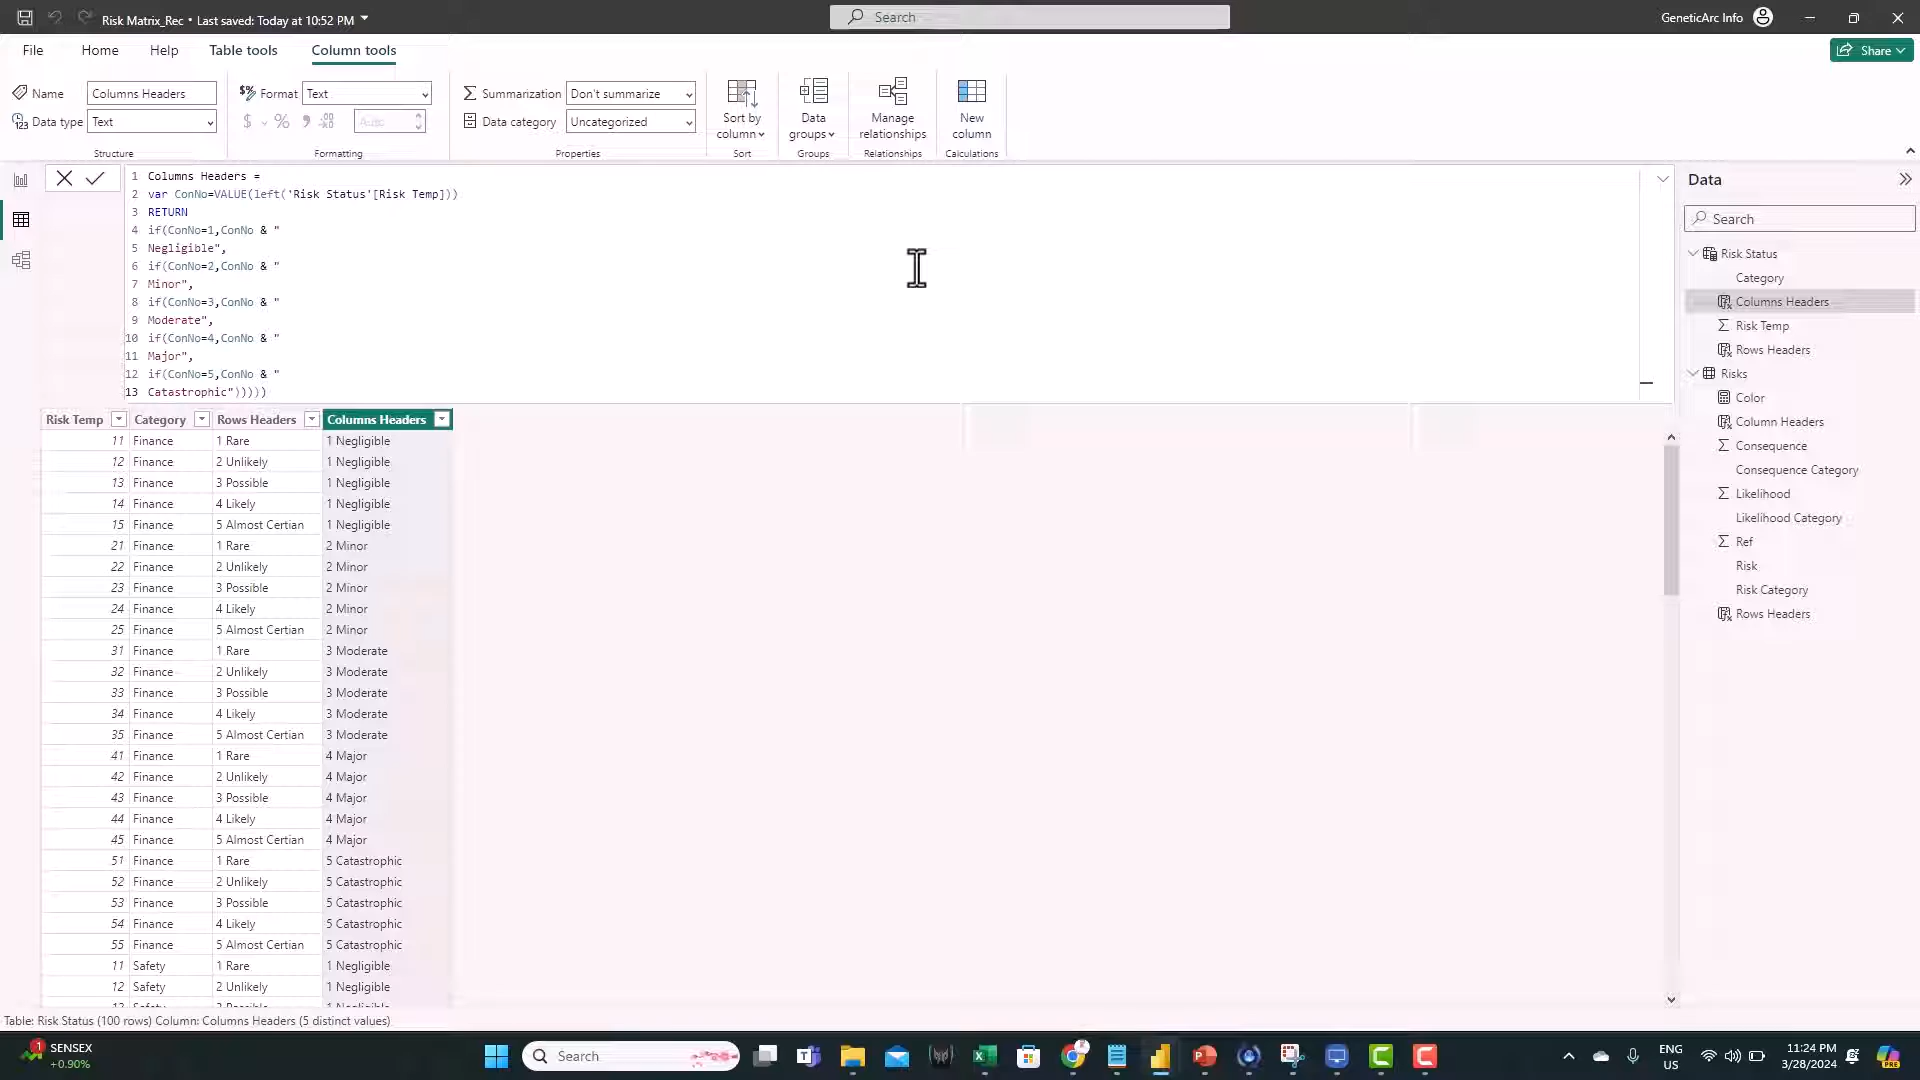 Risk Matrix_Rec • Last saved: Today at 10:52 PM
Search
GeneticArc Info
File
Home
Help
Table tools
Column tools
Share
Name
Columns Headers
Data type
Text
Structure
Format
Text
$ % 9
Auto
Formatting
Summarization
Don't summarize
Data category
Uncategorized
Properties
Sort by
column
Sort
Data
groups
Groups
Manage
relationships
Relationships
New
column
Calculations
1 Columns Headers =
2 var ConNo=VALUE(left('Risk Status'[Risk Temp]))
3 RETURN
4 if(ConNo=1,ConNo & "
5 Negligible",
6 if(ConNo=2,ConNo & "
7 Minor",
8 if(ConNo=3,ConNo & "
9 Moderate",
10 if(ConNo=4,ConNo & "
11 Major",
12 if(ConNo=5,ConNo & "
13 Catastrophic")))))
Risk Temp Category Rows Headers Columns Headers
11 Finance 1 Rare 1 Negligible
12 Finance 2 Unlikely 1 Negligible
13 Finance 3 Possible 1 Negligible
14 Finance 4 Likely 1 Negligible
15 Finance 5 Almost Certian 1 Negligible
21 Finance 1 Rare 2 Minor
22 Finance 2 Unlikely 2 Minor
23 Finance 3 Possible 2 Minor
24 Finance 4 Likely 2 Minor
25 Finance 5 Almost Certian 2 Minor
31 Finance 1 Rare 3 Moderate
32 Finance 2 Unlikely 3 Moderate
33 Finance 3 Possible 3 Moderate
34 Finance 4 Likely 3 Moderate
35 Finance 5 Almost Certian 3 Moderate
41 Finance 1 Rare 4 Major
42 Finance 2 Unlikely 4 Major
43 Finance 3 Possible 4 Major
44 Finance 4 Likely 4 Major
45 Finance 5 Almost Certian 4 Major
51 Finance 1 Rare 5 Catastrophic
52 Finance 2 Unlikely 5 Catastrophic
53 Finance 3 Possible 5 Catastrophic
54 Finance 4 Likely 5 Catastrophic
55 Finance 5 Almost Certian 5 Catastrophic
11 Safety 1 Rare 1 Negligible
12 Safety 2 Unlikely 1 Negligible
13 Safety 3 Possible 1 Negligible
Table: Risk Status (100 rows) Column: Columns Headers (5 distinct values)
Data
Search
Risk Status
Category
Columns Headers
Risk Temp
Rows Headers
Risks
Color
Column Headers
Consequence
Consequence Category
Likelihood
Likelihood Category
Ref
Risk
Risk Category
Rows Headers
1
SENSEX
+0.90%
Search
ENG
US
11:24 PM
3/28/2024
PRE